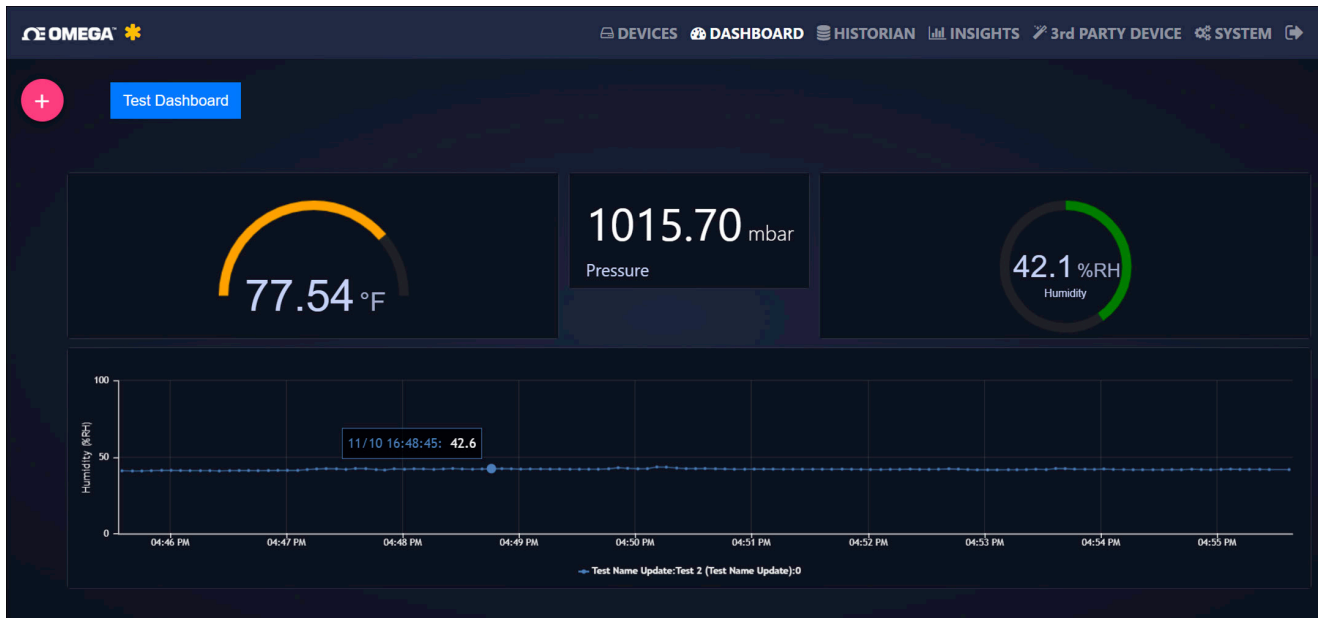 OMEGA™
DEVICES DASHBOARD HISTORIAN INSIGHTS 3rd PARTY DEVICE SYSTEM
+ Test Dashboard
77.54 °F
1015.70 mbar
Pressure
42.1 %RH
Humidity
Humidity (%RH)
100
50
0
11/10 16:48:45: 42.6
04:46 PM 04:47 PM 04:48 PM 04:49 PM 04:50 PM 04:51 PM 04:52 PM 04:53 PM 04:54 PM 04:55 PM
Test Name Update:Test 2 (Test Name Update):0